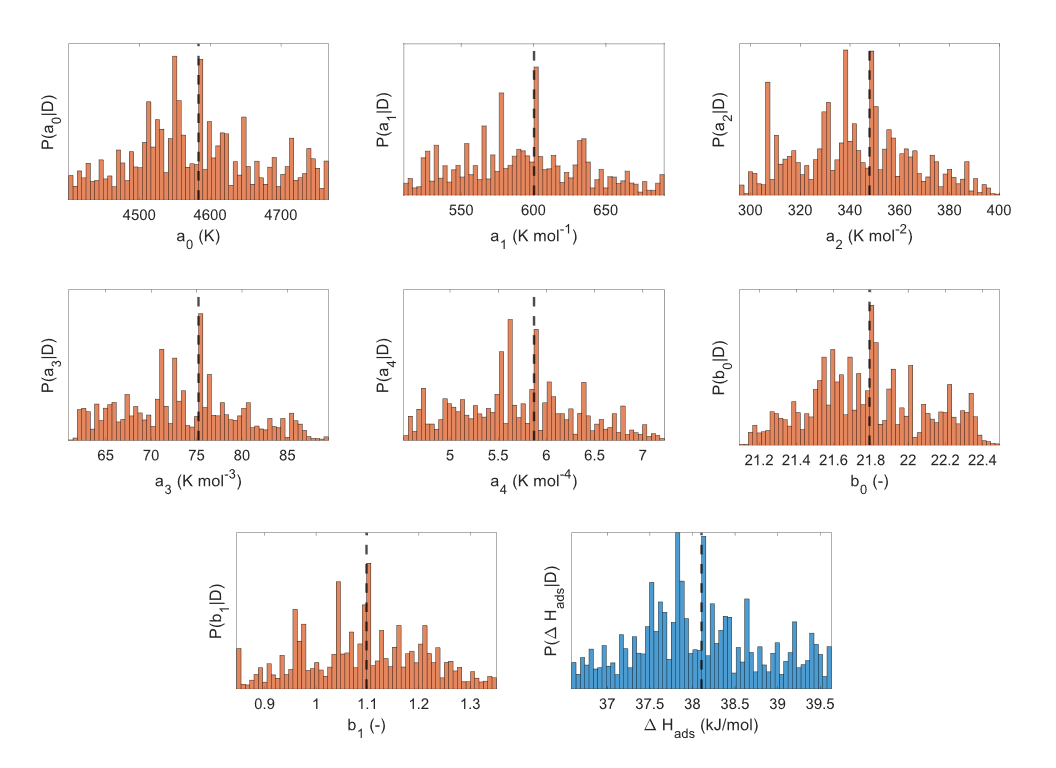 P(a0|D)
4500 4600 4700
a0 (K)
P(a1|D)
550 600 650
a1 (K mol-1)
P(a2|D)
300 320 340 360 380 400
a2 (K mol-2)
P(a3|D)
65 70 75 80 85
a3 (K mol-3)
P(a4|D)
5 5.5 6 6.5 7
a4 (K mol-4)
P(b0|D)
21.2 21.4 21.6 21.8 22 22.2 22.4
b0 (-)
P(b1|D)
0.9 1 1.1 1.2 1.3
b1 (-)
P(Δ Hads|D)
37 37.5 38 38.5 39 39.5
Δ Hads (kJ/mol)